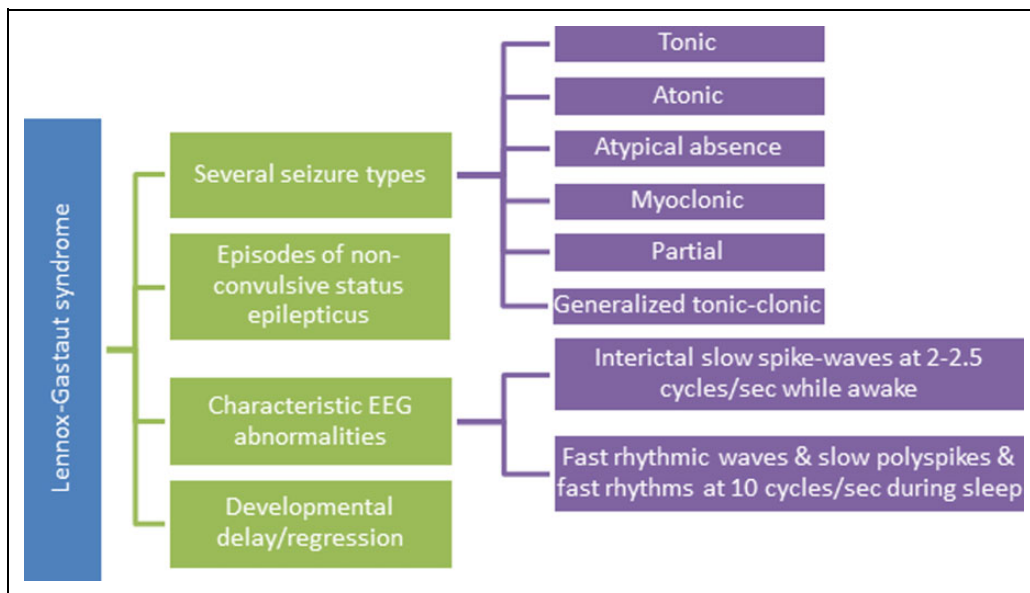 Lennox-Gastaut syndrome
Several seizure types
Tonic
Atonic
Atypical absence
Myoclonic
Partial
Generalized tonic-clonic
Episodes of non-
convulsive status
epilepticus
Characteristic EEG
abnormalities
Interictal slow spike-waves at 2-2.5
cycles/sec while awake
Fast rhythmic waves & slow polyspikes &
fast rhythms at 10 cycles/sec during sleep
Developmental
delay/regression